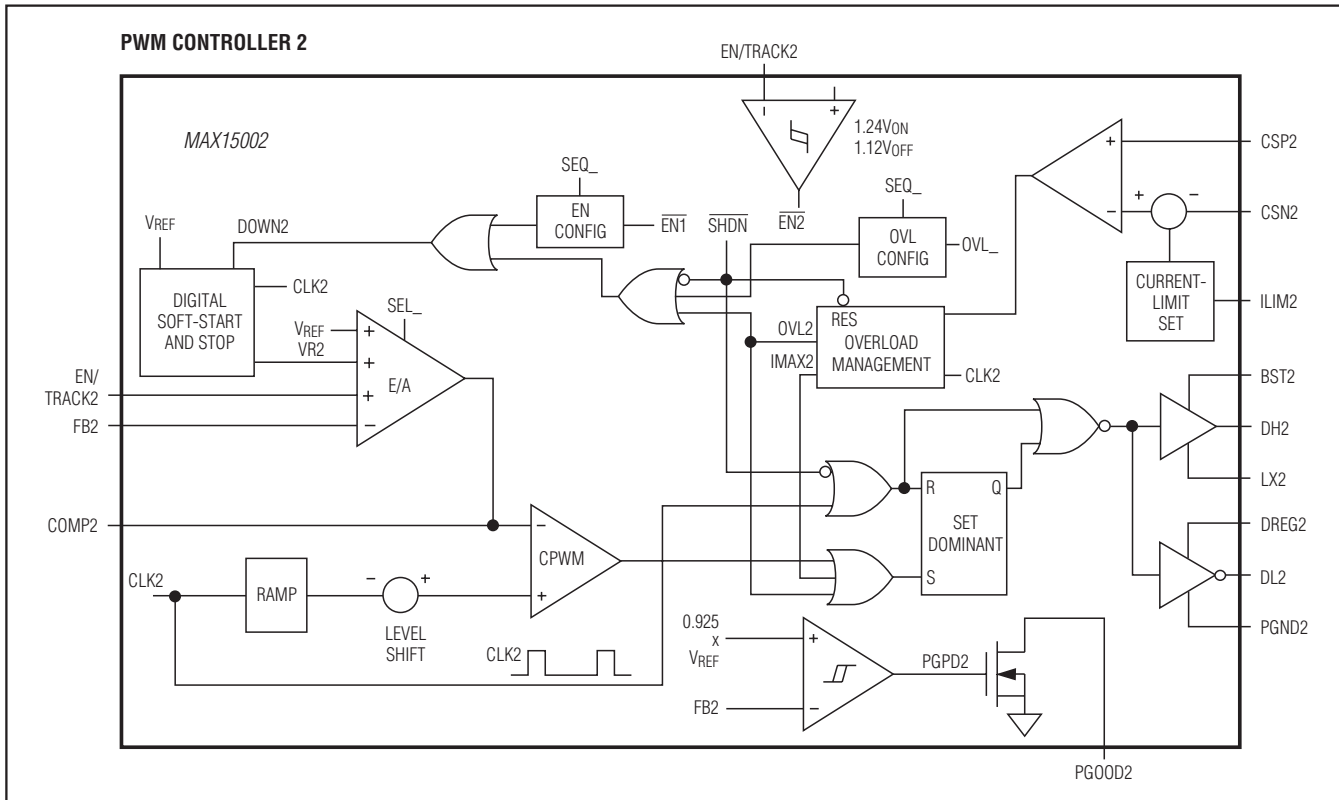 PWM CONTROLLER 2
EN/TRACK2
MAX15002
1.24VON
1.12VOFF
CSP2
CSN2
ILIM2
CURRENT-
LIMIT
SET
+
−
+
−
−
+
SEQ_
EN
CONFIG
EN1
SHDN
EN2
SEQ_
OVL
CONFIG
OVL_
VREF
DOWN2
DIGITAL
SOFT-START
AND STOP
CLK2
VREF
VR2
SEL_
+
+
+
−
E/A
EN/
TRACK2
FB2
OVL2
IMAX2
RES
OVERLOAD
MANAGEMENT
CLK2
BST2
DH2
LX2
DREG2
DL2
PGND2
R
Q
SET
DOMINANT
S
COMP2
−
CPWM
+
CLK2
RAMP
−
+
LEVEL
SHIFT
CLK2
0.925
x
VREF
FB2
+
−
PGPD2
PGOOD2